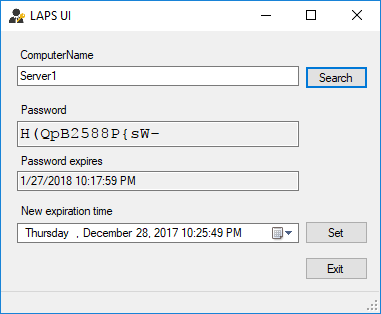 LAPS UI
ComputerName
Server1
Search
Password
H(QpB2588P{sW-
Password expires
1/27/2018 10:17:59 PM
New expiration time
Thursday , December 28, 2017 10:25:49 PM
Set
Exit